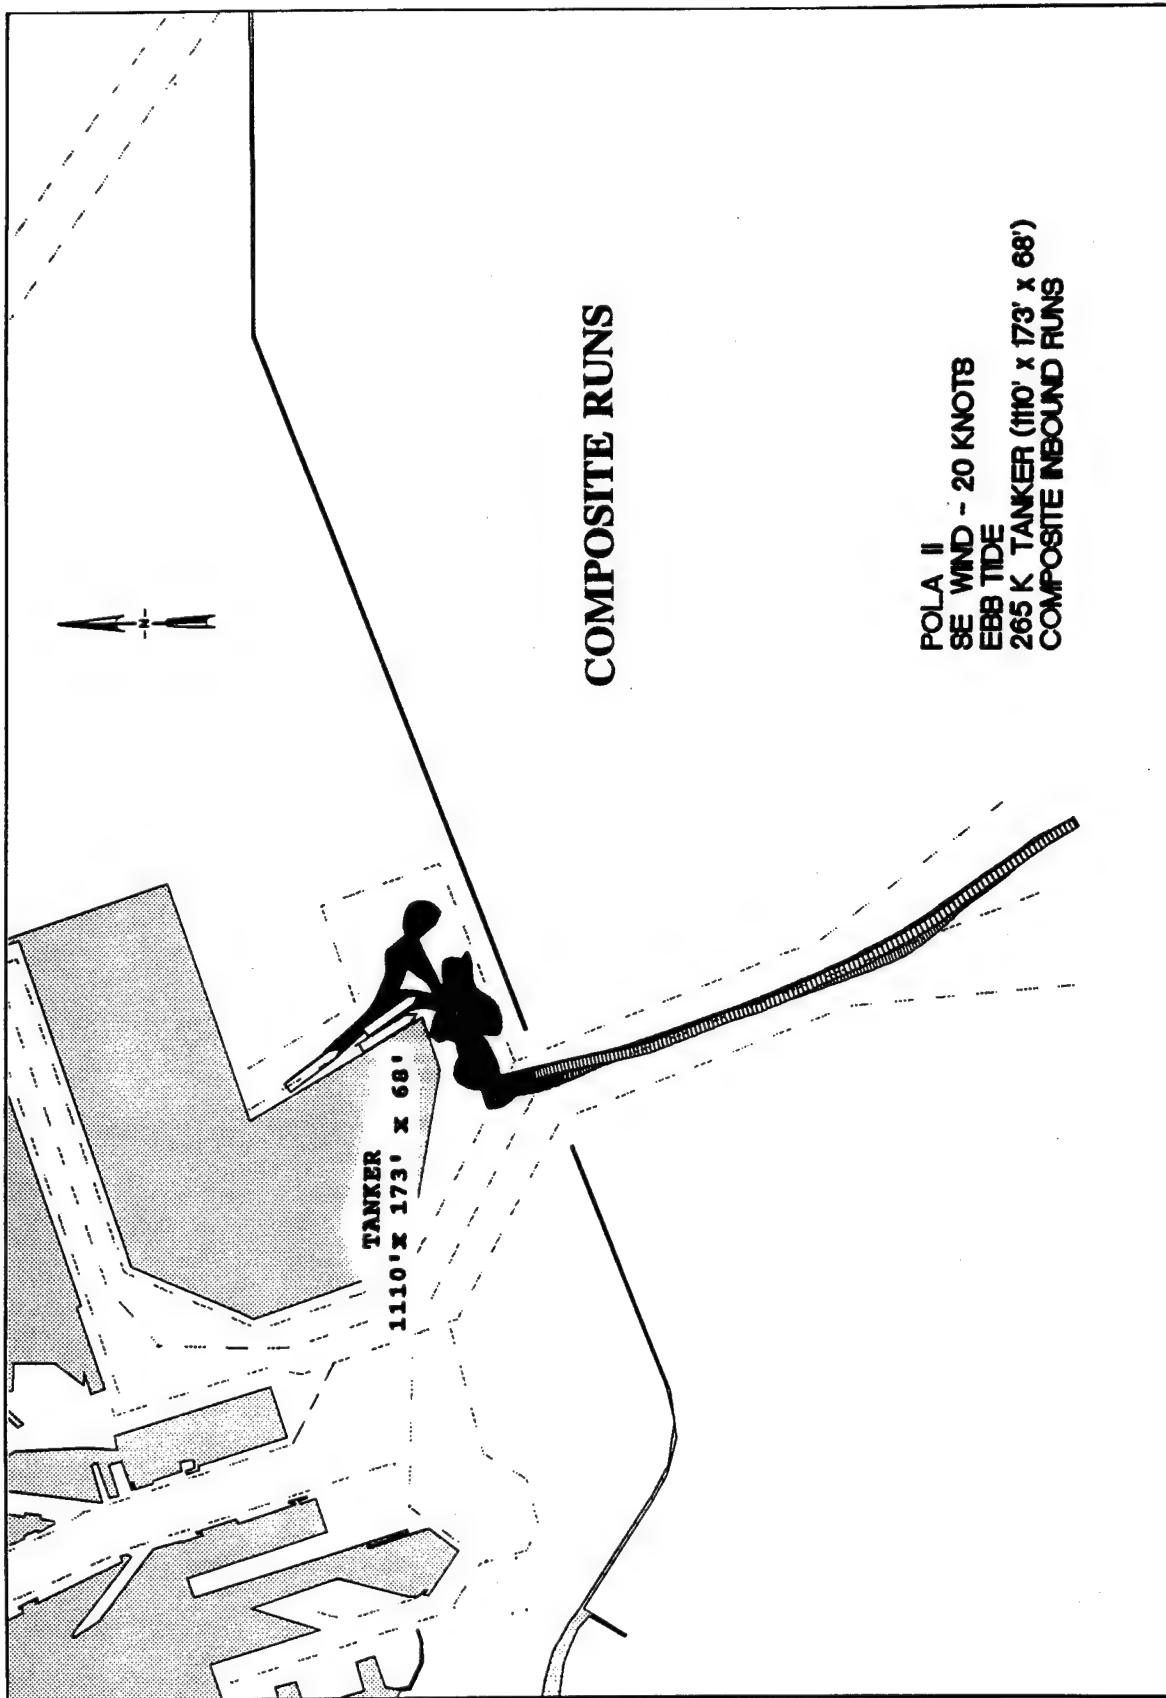 N
COMPOSITE RUNS
TANKER
1110'X 173' X 68'
POLA II
SE WIND - 20 KNOTS
EBB TIDE
265 K TANKER (1110' x 173' x 68')
COMPOSITE INBOUND RUNS